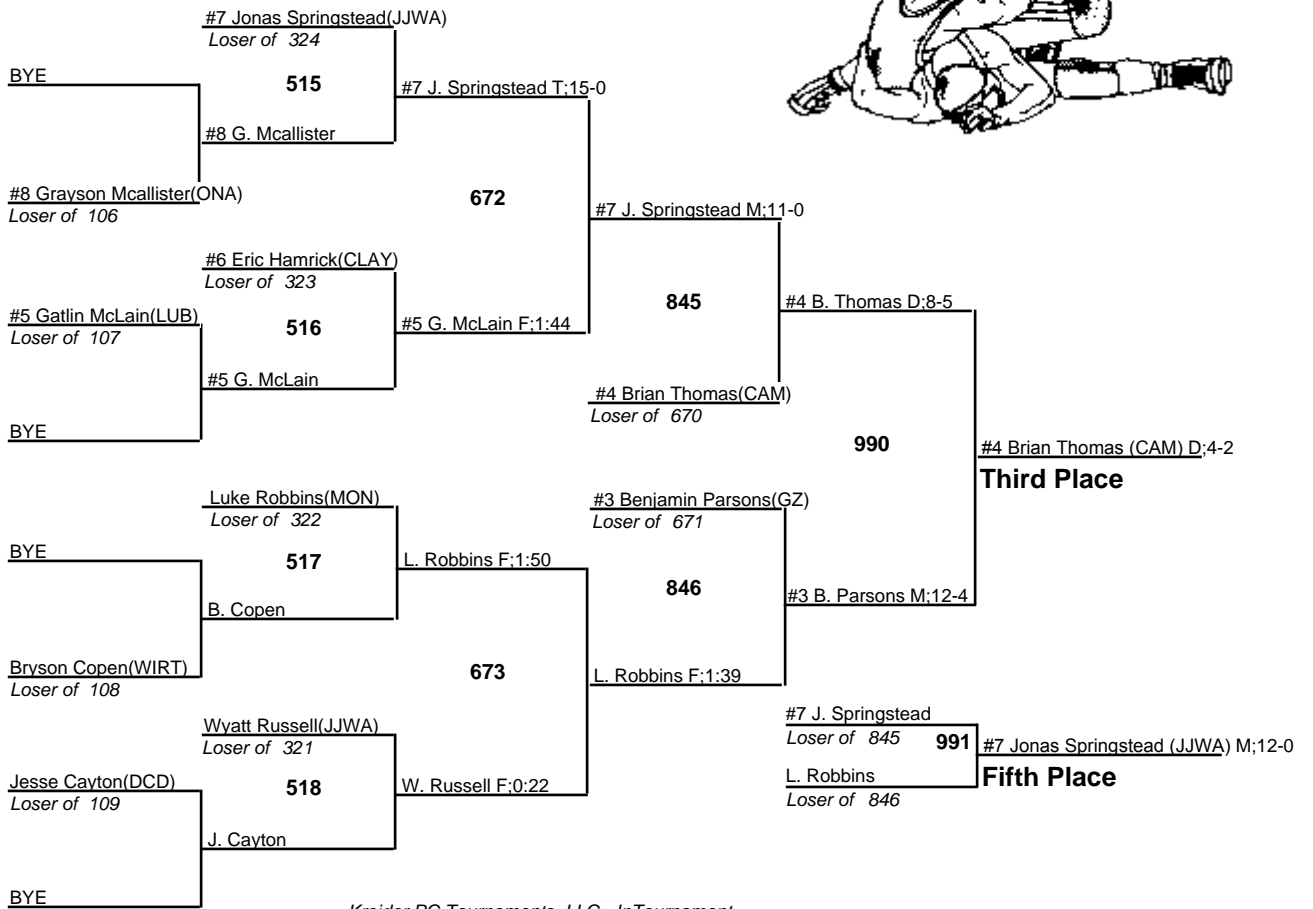 #7 Jonas Springstead(JJWA)
Loser of 324
BYE
515
#7 J. Springstead T;15-0
#8 G. Mcallister
#8 Grayson Mcallister(ONA)
Loser of 106
672
#7 J. Springstead M;11-0
#6 Eric Hamrick(CLAY)
Loser of 323
#5 Gatlin McLain(LUB)
Loser of 107
516
#5 G. McLain F;1:44
845
#4 B. Thomas D;8-5
#5 G. McLain
#4 Brian Thomas(CAM)
Loser of 670
BYE
990
#4 Brian Thomas (CAM) D;4-2
Third Place
Luke Robbins(MON)
Loser of 322
#3 Benjamin Parsons(GZ)
Loser of 671
BYE
517
L. Robbins F;1:50
846
#3 B. Parsons M;12-4
B. Copen
Bryson Copen(WIRT)
Loser of 108
673
L. Robbins F;1:39
Wyatt Russell(JJWA)
Loser of 321
#7 J. Springstead
Loser of 845
991
#7 Jonas Springstead (JJWA) M;12-0
Fifth Place
Jesse Cayton(DCD)
Loser of 109
518
W. Russell F;0:22
L. Robbins
Loser of 846
J. Cayton
BYE